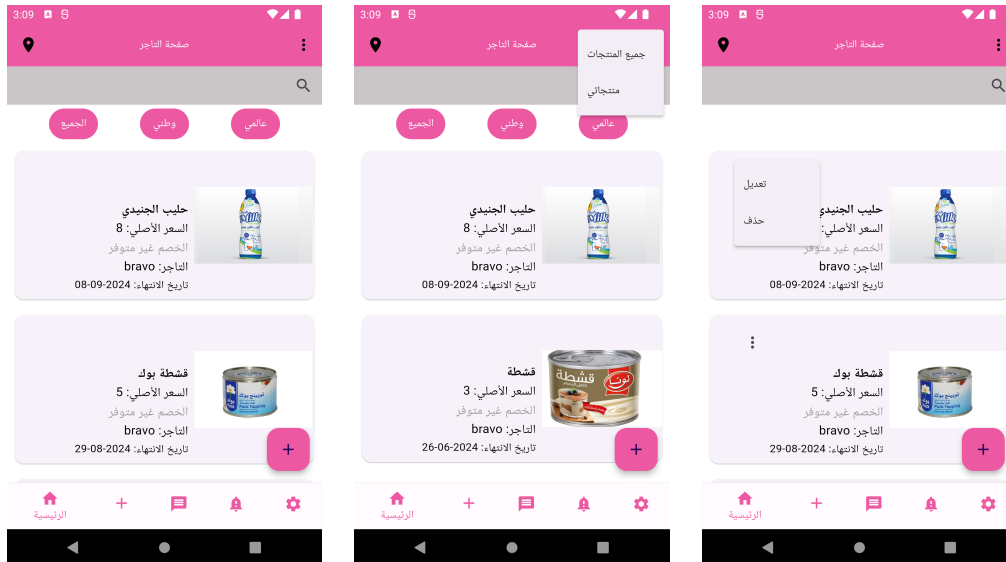 3:09
صفحة التاجر
عالمي
وطني
الجميع
حليب الجنيدي
السعر الأصلي: 8
الخصم غير متوفر
التاجر: bravo
تاريخ الانتهاء: 2024-09-08
Milk
قشطة بوك
السعر الأصلي: 5
الخصم غير متوفر
التاجر: bravo
تاريخ الانتهاء: 2024-08-29
الرئيسية
3:09
صفحة التاجر
جميع المنتجات
منتجاتي
عالمي
وطني
الجميع
حليب الجنيدي
السعر الأصلي: 8
الخصم غير متوفر
التاجر: bravo
تاريخ الانتهاء: 2024-09-08
Milk
قشطة
السعر الأصلي: 3
الخصم غير متوفر
التاجر: bravo
تاريخ الانتهاء: 2024-06-26
قشطة
لونا
الرئيسية
3:09
صفحة التاجر
تعديل
حذف
حليب الجنيدي
السعر الأصلي:
الخصم غير متوفر
التاجر: bravo
تاريخ الانتهاء: 2024-09-08
Milk
قشطة بوك
السعر الأصلي: 5
الخصم غير متوفر
التاجر: bravo
تاريخ الانتهاء: 2024-08-29
الرئيسية